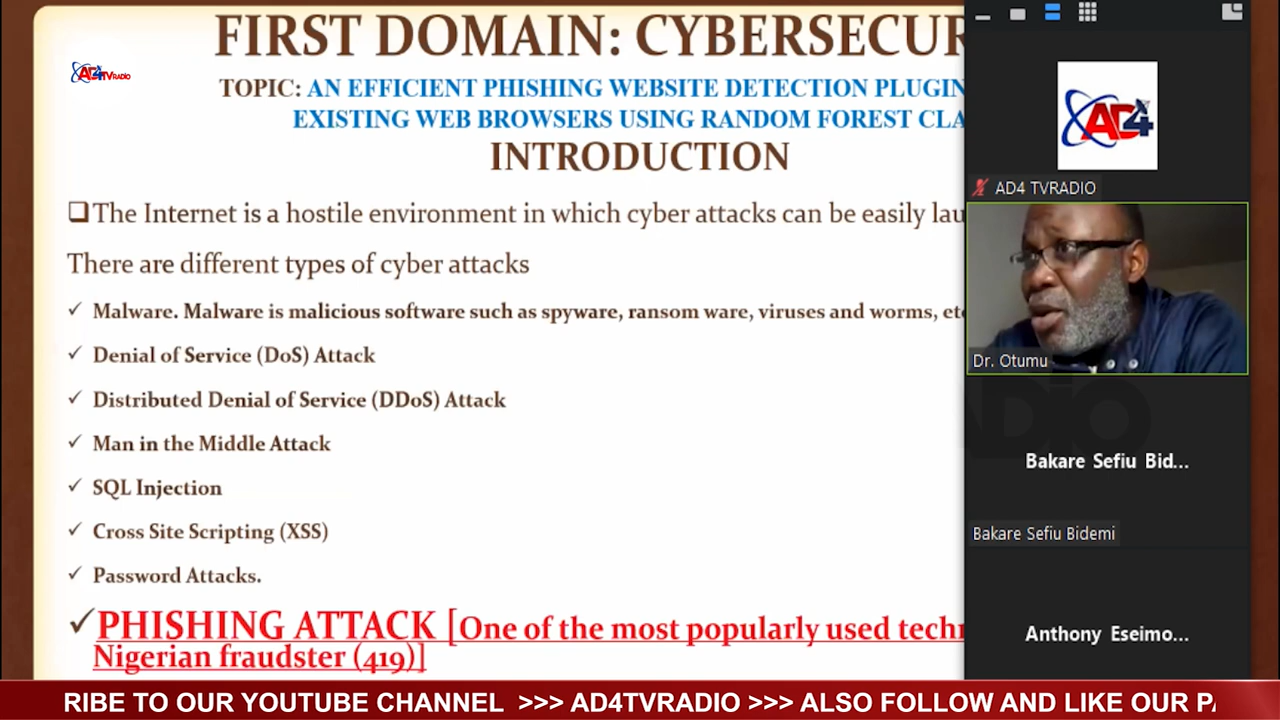 FIRST DOMAIN: CYBERSECUR
AD4TVRADIO
TOPIC: AN EFFICIENT PHISHING WEBSITE DETECTION PLUGIN
EXISTING WEB BROWSERS USING RANDOM FOREST CLA
INTRODUCTION
The Internet is a hostile environment in which cyber attacks can be easily lau
There are different types of cyber attacks
Malware. Malware is malicious software such as spyware, ransom ware, viruses and worms, etc
Denial of Service (DoS) Attack
Distributed Denial of Service (DDoS) Attack
Man in the Middle Attack
SQL Injection
Cross Site Scripting (XSS)
Password Attacks.
PHISHING ATTACK [One of the most popularly used techn
Nigerian fraudster (419)]
AD4
AD4 TVRADIO
Dr. Otumu
Bakare Sefiu Bid...
Bakare Sefiu Bidemi
Anthony Eseimo...
RIBE TO OUR YOUTUBE CHANNEL >>> AD4TVRADIO >>> ALSO FOLLOW AND LIKE OUR PA